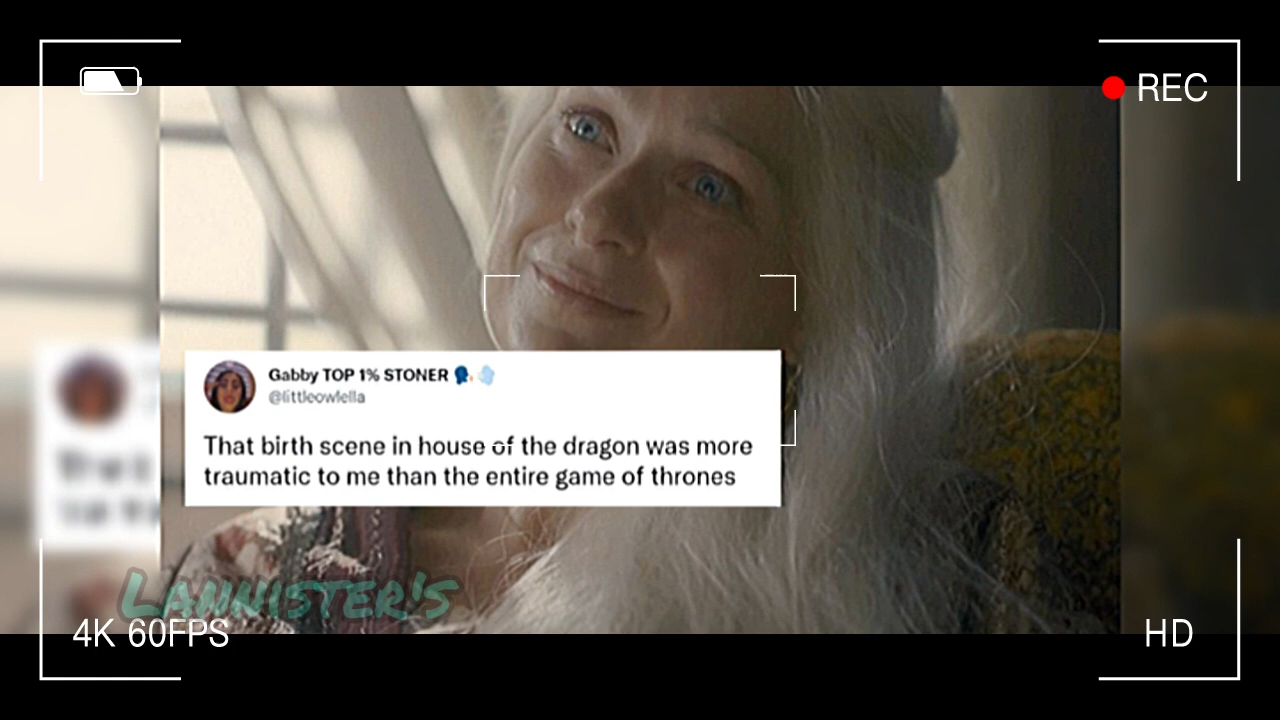 REC
Gabby TOP 1% STONER
@littleowlella
That birth scene in house of the dragon was more
traumatic to me than the entire game of thrones
LANNISTER'S
4K 60FPS
HD